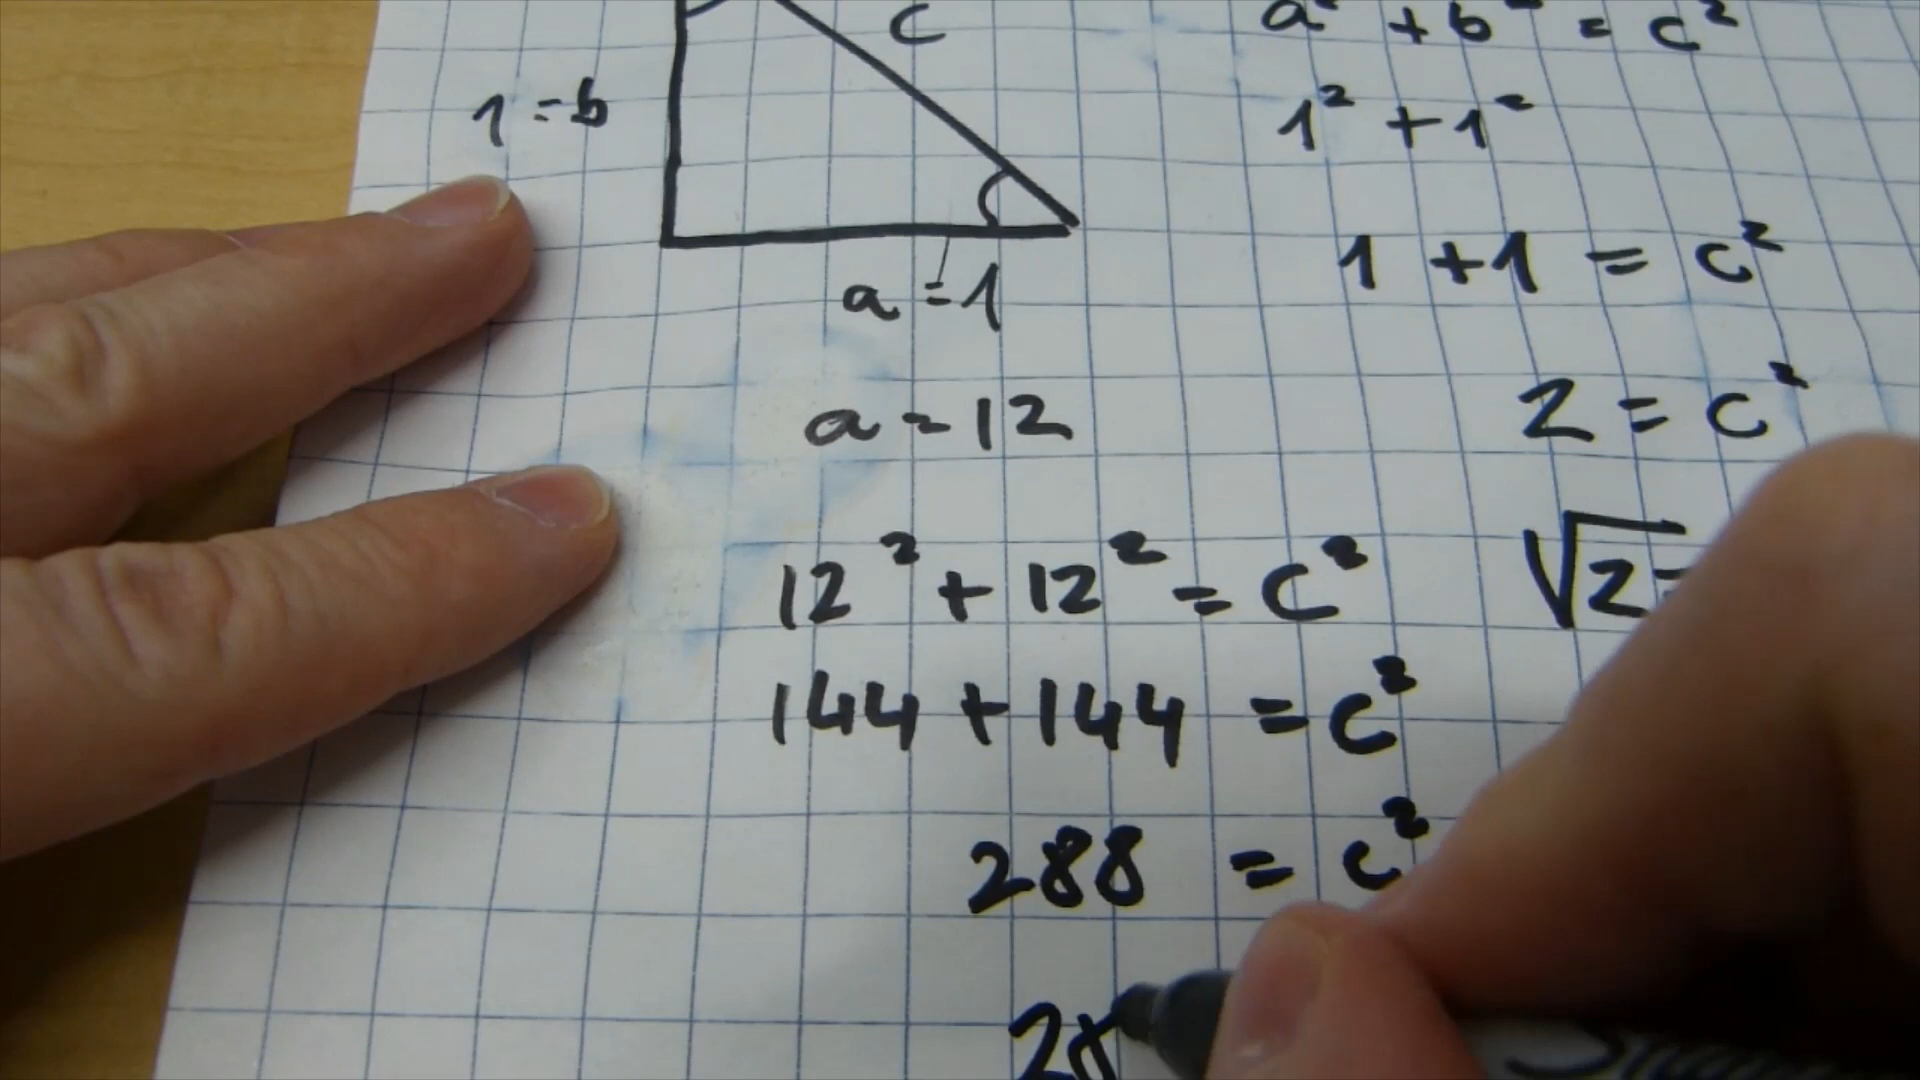 c
1 = b
a = 1
a = 12
12² + 12² = c²
144 + 144 = c²
288 = c²
28
a² + b² = c²
1² + 1²
1 + 1 = c²
2 = c²
√2 =